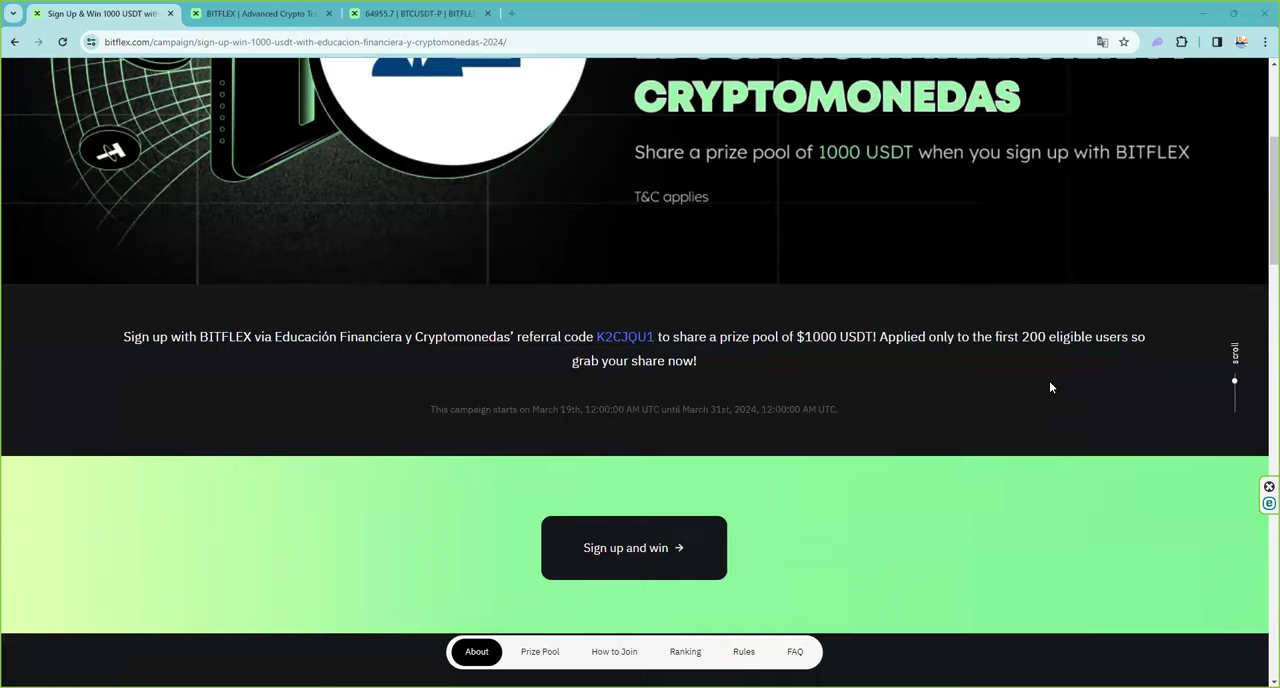 Sign Up & Win 1000 USDT with
BITFLEX | Advanced Crypto Tr
64955.7 | BTCUSDT-P | BITFLE
bitflex.com/campaign/sign-up-win-1000-usdt-with-educacion-financiera-y-cryptomonedas-2024/
CRYPTOMONEDAS
Share a prize pool of 1000 USDT when you sign up with BITFLEX
T&C applies
Sign up with BITFLEX via Educación Financiera y Cryptomonedas’ referral code K2CJQU1 to share a prize pool of $1000 USDT! Applied only to the first 200 eligible users so
grab your share now!
scroll
This campaign starts on March 19th, 12:00:00 AM UTC until March 31st, 2024, 12:00:00 AM UTC.
Sign up and win →
About Prize Pool How to Join Ranking Rules FAQ